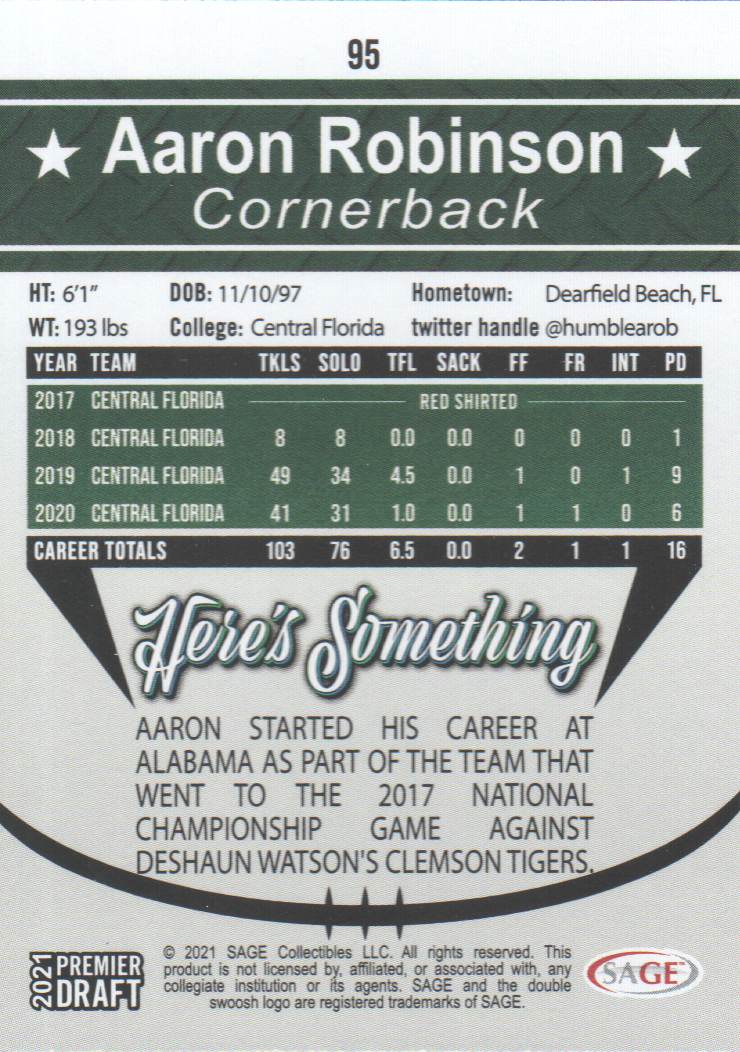 95
Aaron Robinson
Cornerback
HT: 6'1" DOB: 11/10/97 Hometown: Dearfield Beach, FL
WT: 193 lbs College: Central Florida twitter handle @humblearob
YEAR TEAM TKLS SOLO TFL SACK FF FR INT PD
2017 CENTRAL FLORIDA RED SHIRTED
2018 CENTRAL FLORIDA 8 8 0.0 0.0 0 0 0 1
2019 CENTRAL FLORIDA 49 34 4.5 0.0 1 0 1 9
2020 CENTRAL FLORIDA 41 31 1.0 0.0 1 1 0 6
CAREER TOTALS 103 76 6.5 0.0 2 1 1 16
Here's Something
AARON STARTED HIS CAREER AT
ALABAMA AS PART OF THE TEAM THAT
WENT TO THE 2017 NATIONAL
CHAMPIONSHIP GAME AGAINST
DESHAUN WATSON'S CLEMSON TIGERS.
2021 PREMIER DRAFT
© 2021 SAGE Collectibles LLC. All rights reserved. This
product is not licensed by, affiliated, or associated with, any
collegiate institution or its agents. SAGE and the double
swoosh logo are registered trademarks of SAGE.
SAGE™